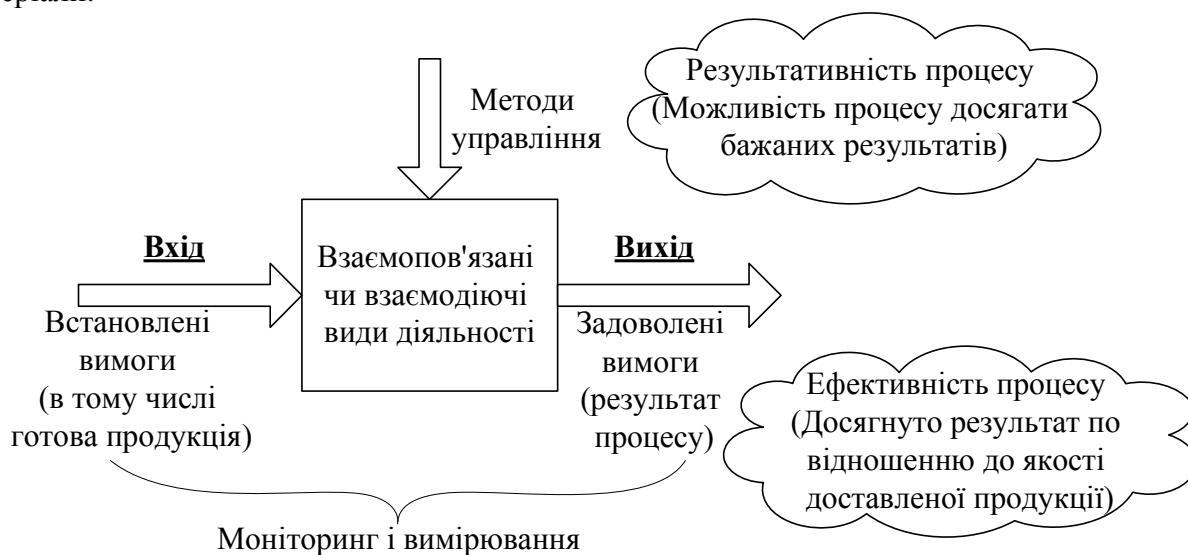 Методи
управління
Результативність процесу
(Можливість процесу досягати
бажаних результатів)
Вхід
Встановлені
вимоги
(в тому числі
готова продукція)
Взаємопов'язані
чи взаємодіючі
види діяльності
Вихід
Задоволені
вимоги
(результат
процесу)
Ефективність процесу
(Досягнуто результат по
відношенню до якості
доставленої продукції)
Моніторинг і вимірювання